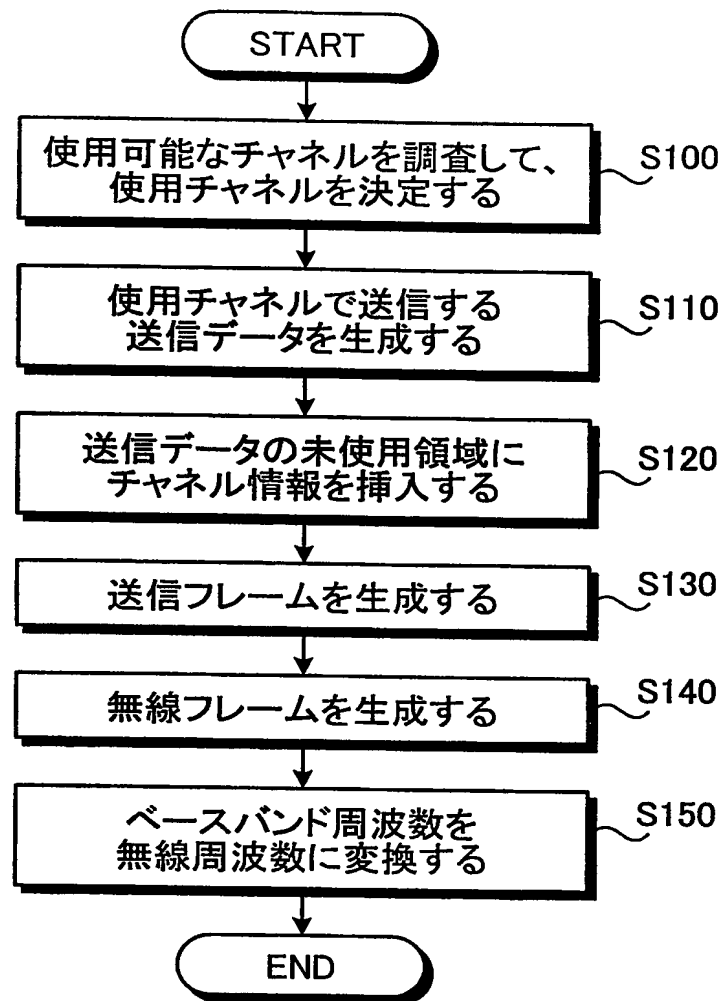 START
使用可能なチャネルを調査して、
使用チャネルを決定する
S100
使用チャネルで送信する
送信データを生成する
S110
送信データの未使用領域に
チャネル情報を挿入する
S120
送信フレームを生成する
S130
無線フレームを生成する
S140
ベースバンド周波数を
無線周波数に変換する
S150
END